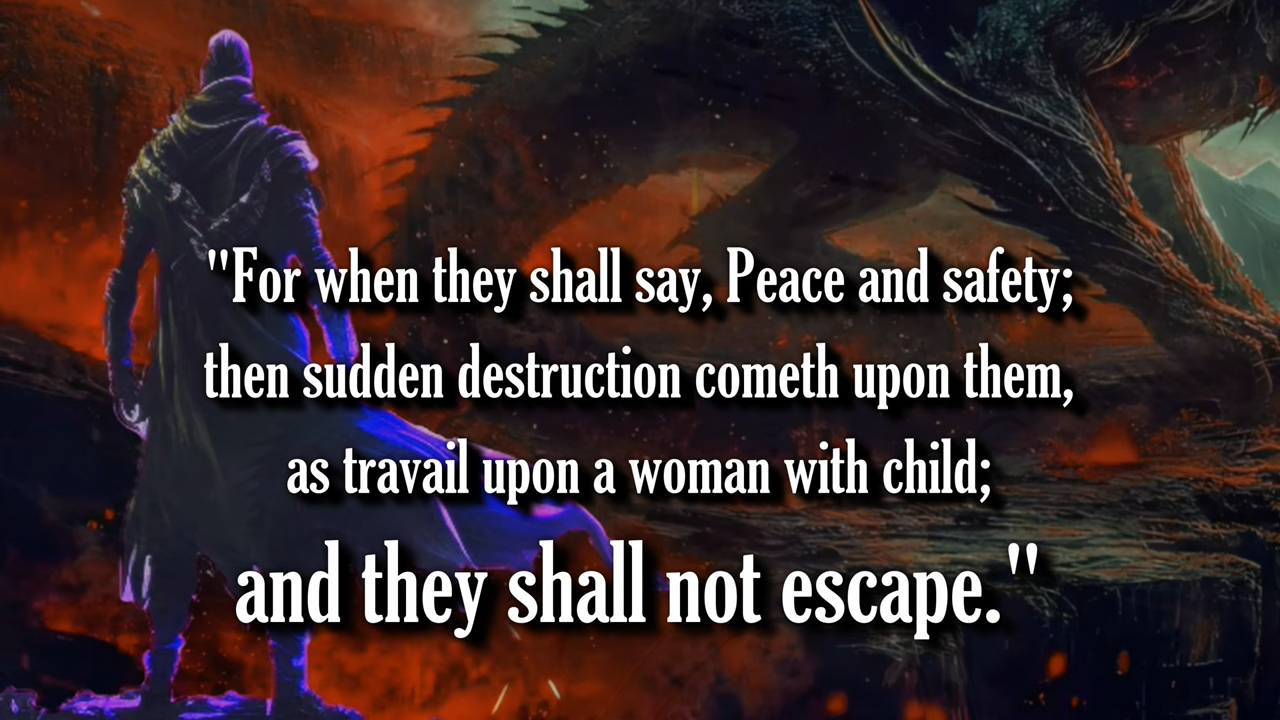 "For when they shall say, Peace and safety;
then sudden destruction cometh upon them,
as travail upon a woman with child;
and they shall not escape."